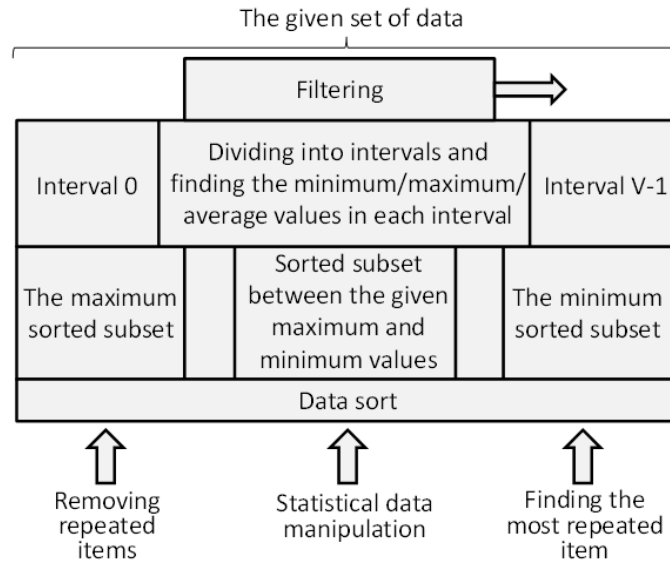 The given set of data
Filtering
Interval 0
Dividing into intervals and
finding the minimum/maximum/
average values in each interval
Interval V-1
The maximum
sorted subset
Sorted subset
between the given
maximum and
minimum values
The minimum
sorted subset
Data sort
Removing
repeated
items
Statistical data
manipulation
Finding the
most repeated
item